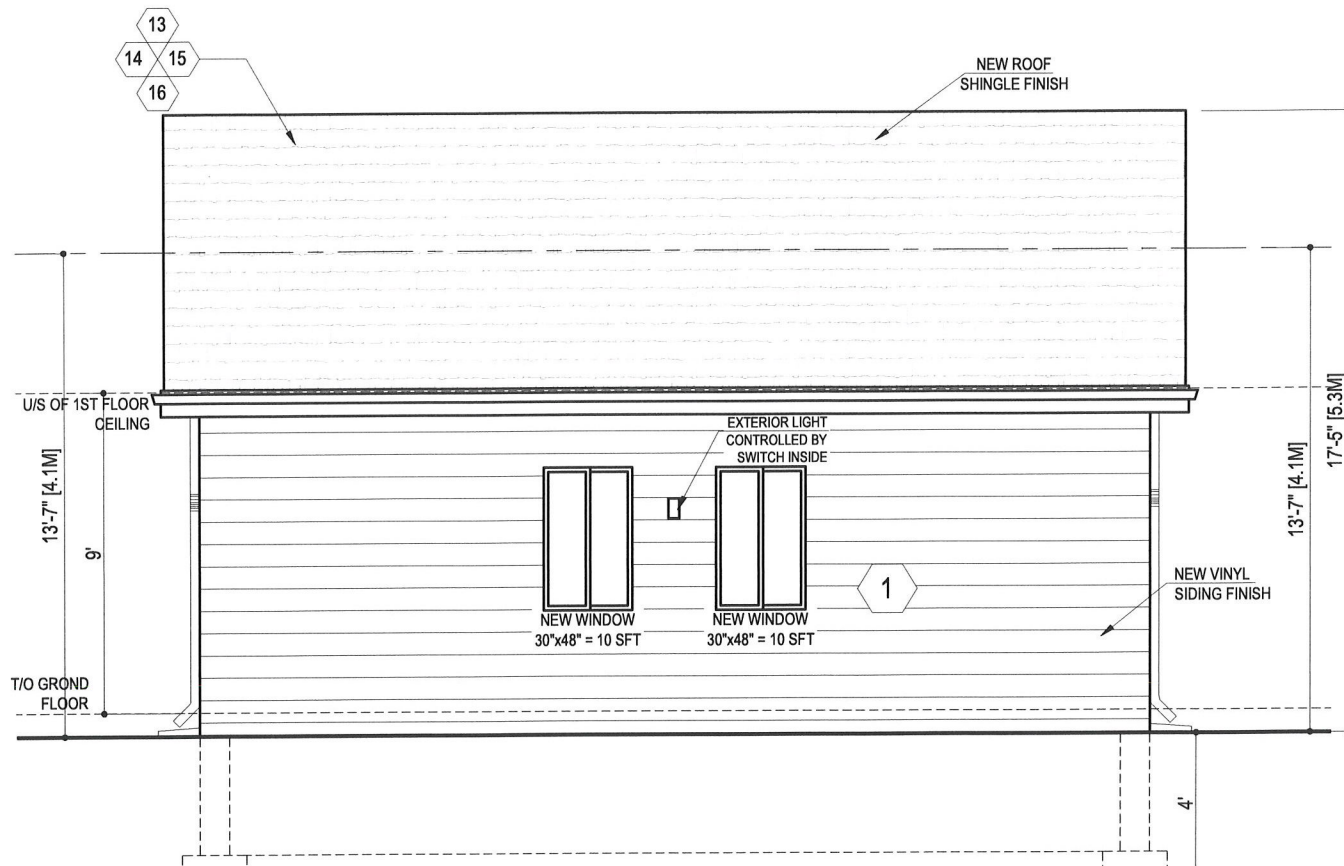 13
14 15
16
NEW ROOF
SHINGLE FINISH
U/S OF 1ST FLOOR
CEILING
EXTERIOR LIGHT
CONTROLLED BY
SWITCH INSIDE
13'-7" [4.1M]
9'
13'-7" [4.1M]
17'-5" [5.3M]
1
NEW VINYL
SIDING FINISH
NEW WINDOW
30"x48" = 10 SFT
NEW WINDOW
30"x48" = 10 SFT
T/O GROND
FLOOR
4'